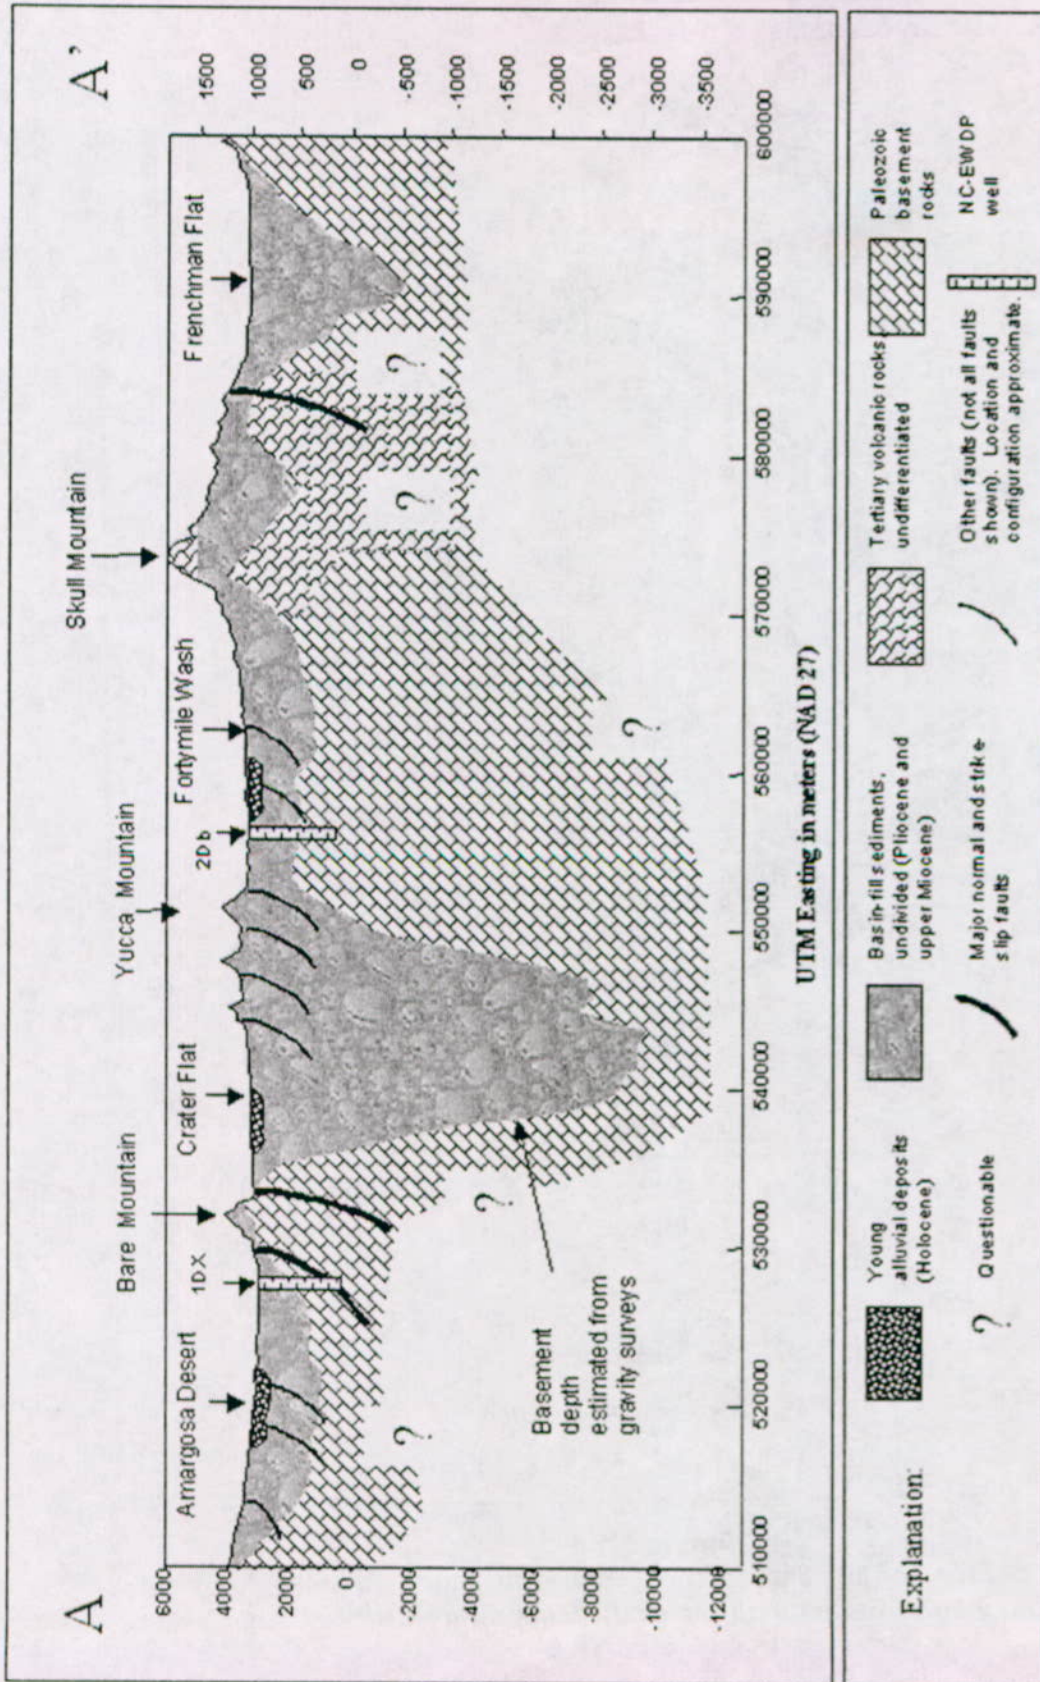 A
A’
Skull Mountain
Bare Mountain
Yucca Mountain
Amargosa Desert
1DX
Crater Flat
2Db
Fortymile Wash
Frenchman Flat
6000
4000
2000
0
-2000
-4000
-6000
-8000
-10000
-12000
1500
1000
500
0
-500
-1000
-1500
-2000
-2500
-3000
-3500
?
?
?
?
?
Basement
depth
estimated from
gravity surveys
510000
520000
530000
540000
550000
560000
570000
580000
590000
600000
UTM Easting in meters (NAD 27)
Explanation:
Young
alluvial deposits
(Holocene)
Basin-fill sediments,
undivided (Pliocene and
upper Miocene)
Tertiary volcanic rocks,
undifferentiated
Paleozoic
basement
rocks
?
Questionable
Major normal and strike-
slip faults
Other faults (not all faults
shown). Location and
configuration approximate.
NC-EWDP
well